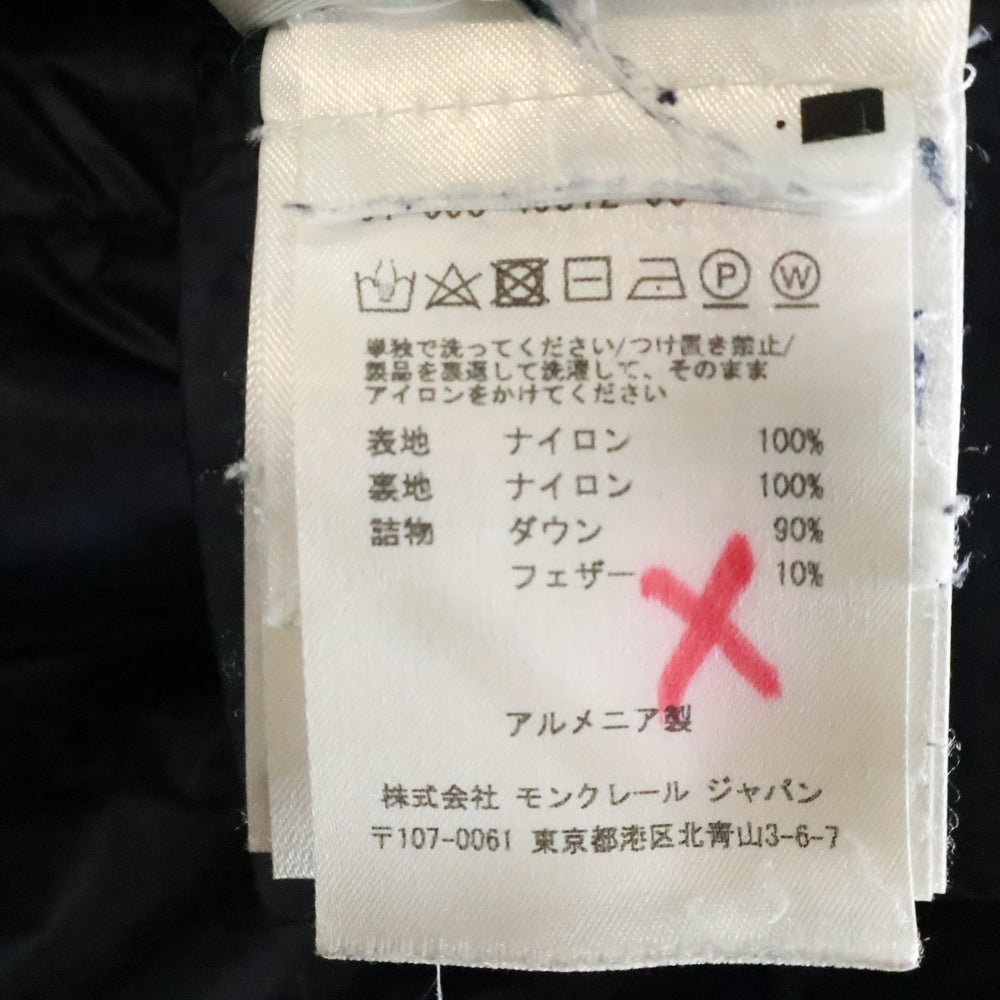 P W
単独で洗ってください/つけ置き禁止/
製品を裏返して洗濯して、そのまま
アイロンをかけてください
表地 ナイロン 100%
裏地 ナイロン 100%
詰物 ダウン 90%
フェザー 10%
アルメニア製
株式会社 モンクレール ジャパン
〒107-0061 東京都港区北青山3-6-7